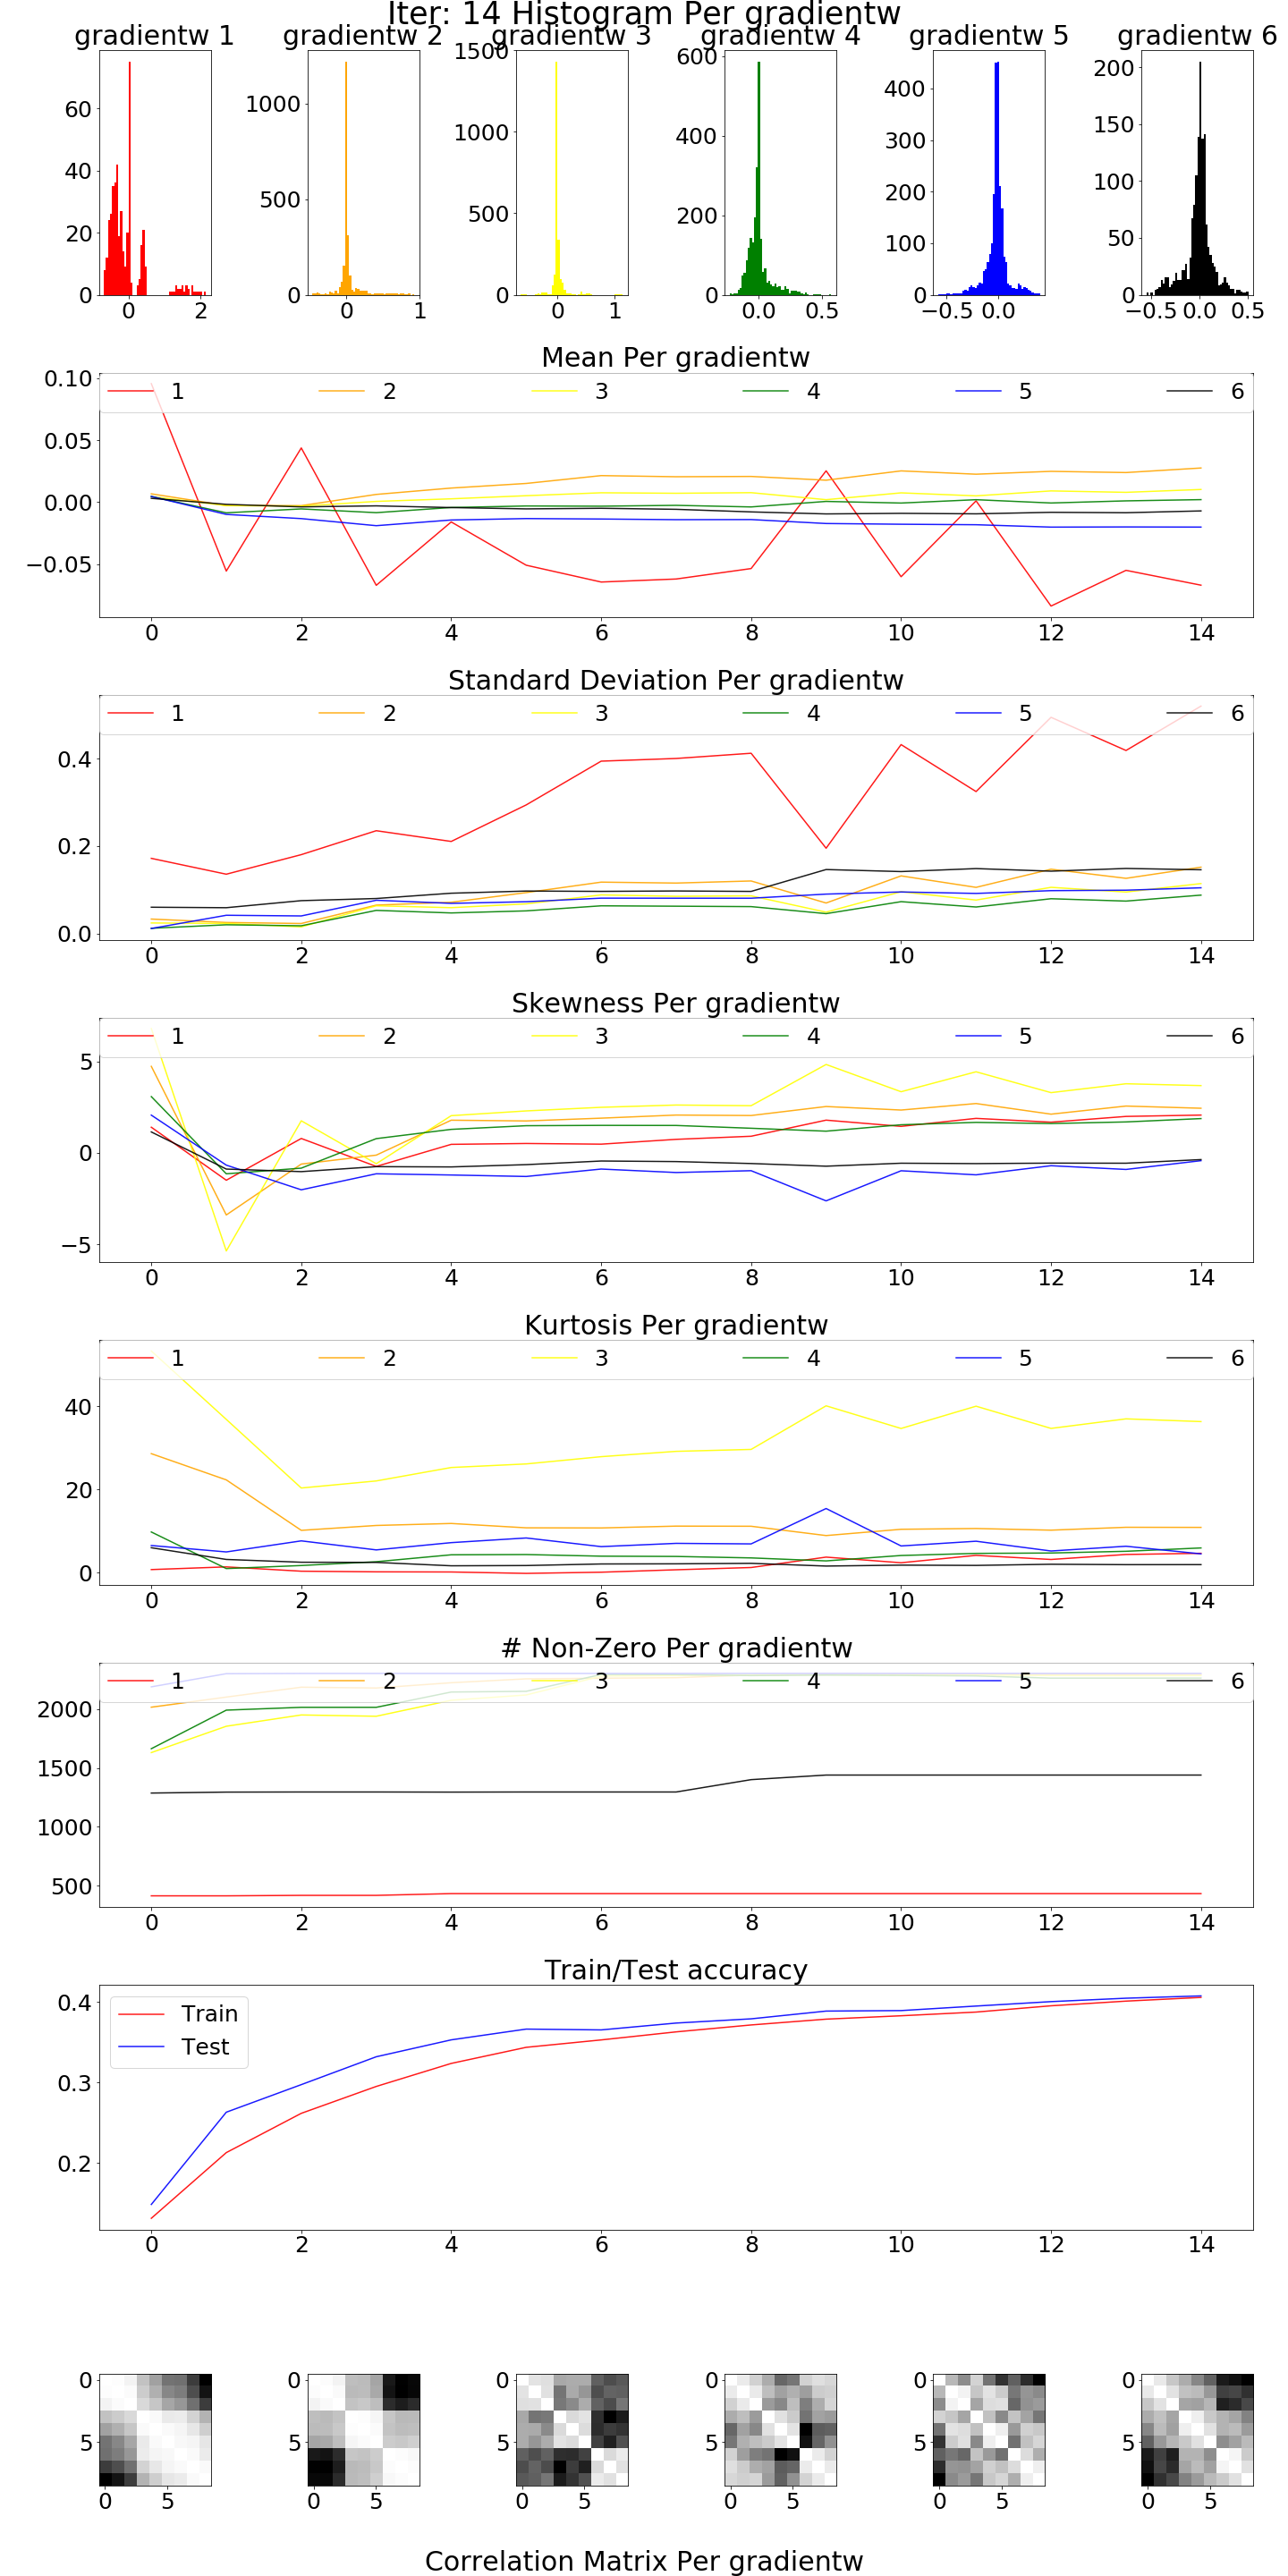 Iter: 14 Histogram Per gradientw
gradientw 1 gradientw 2 gradientw 3 gradientw 4 gradientw 5 gradientw 6
60 40 20 0
0 2
1000 500 0
0 1
1500 1000 500 0
0 1
600 400 200 0
0.0 0.5
400 300 200 100 0
−0.5 0.0
200 150 100 50 0
−0.5 0.0 0.5
Mean Per gradientw
1 2 3 4 5 6
0.10
0.05
0.00
−0.05
0 2 4 6 8 10 12 14
Standard Deviation Per gradientw
1 2 3 4 5 6
0.4
0.2
0.0
0 2 4 6 8 10 12 14
Skewness Per gradientw
1 2 3 4 5 6
5
0
−5
0 2 4 6 8 10 12 14
Kurtosis Per gradientw
1 2 3 4 5 6
40
20
0
0 2 4 6 8 10 12 14
# Non-Zero Per gradientw
1 2 3 4 5 6
2000
1500
1000
500
0 2 4 6 8 10 12 14
Train/Test accuracy
Train
Test
0.4
0.3
0.2
0 2 4 6 8 10 12 14
0 0 0 0 0 0
5 5 5 5 5 5
0 5 0 5 0 5 0 5 0 5 0 5
Correlation Matrix Per gradientw